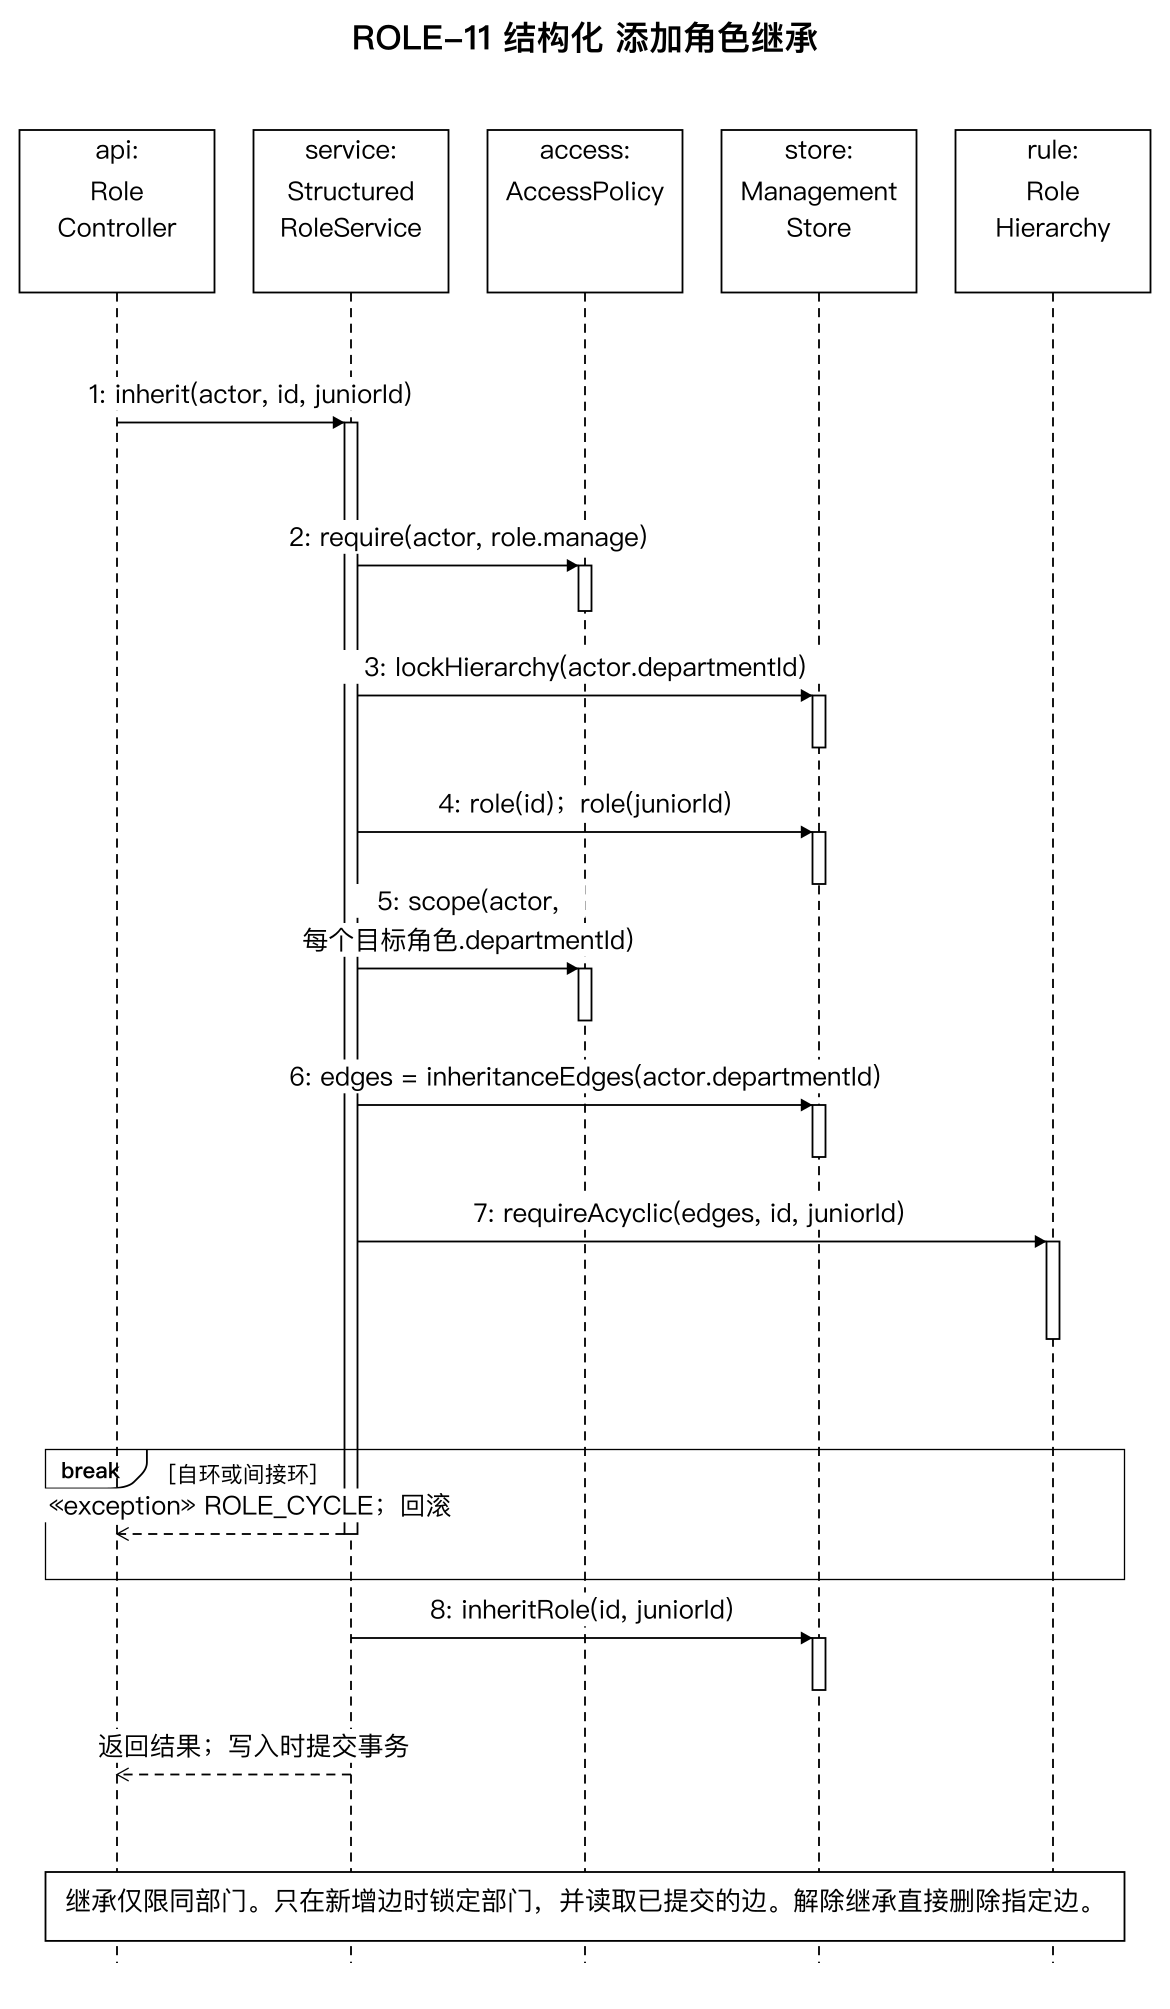 ROLE–11 结构化 添加角色继承
api:
Role
Controller
service:
Structured
RoleService
access:
AccessPolicy
store:
Management
Store
rule:
Role
Hierarchy
1: inherit(actor, id, juniorId)
2: require(actor, role.manage)
3: lockHierarchy(actor.departmentId)
4: role(id)；role(juniorId)
5: scope(actor,
每个目标角色.departmentId)
6: edges = inheritanceEdges(actor.departmentId)
7: requireAcyclic(edges, id, juniorId)
break [自环或间接环]
«exception» ROLE_CYCLE；回滚
8: inheritRole(id, juniorId)
返回结果；写入时提交事务
继承仅限同部门。只在新增边时锁定部门，并读取已提交的边。解除继承直接删除指定边。